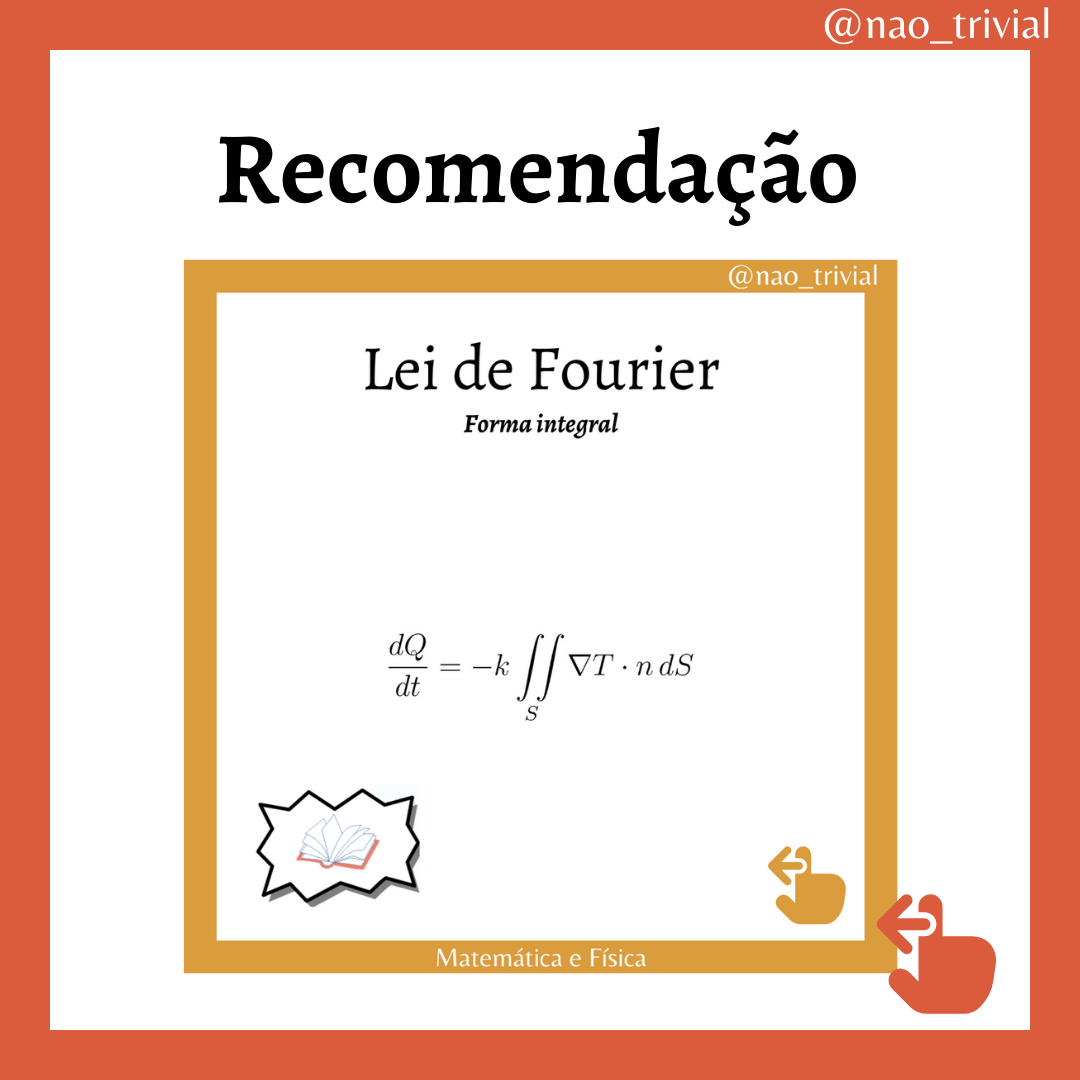 @nao_trivial
Recomendação
@nao_trivial
Lei de Fourier
Forma integral
dQ/dt = −k ∬_S ∇T · n dS
Matemática e Física